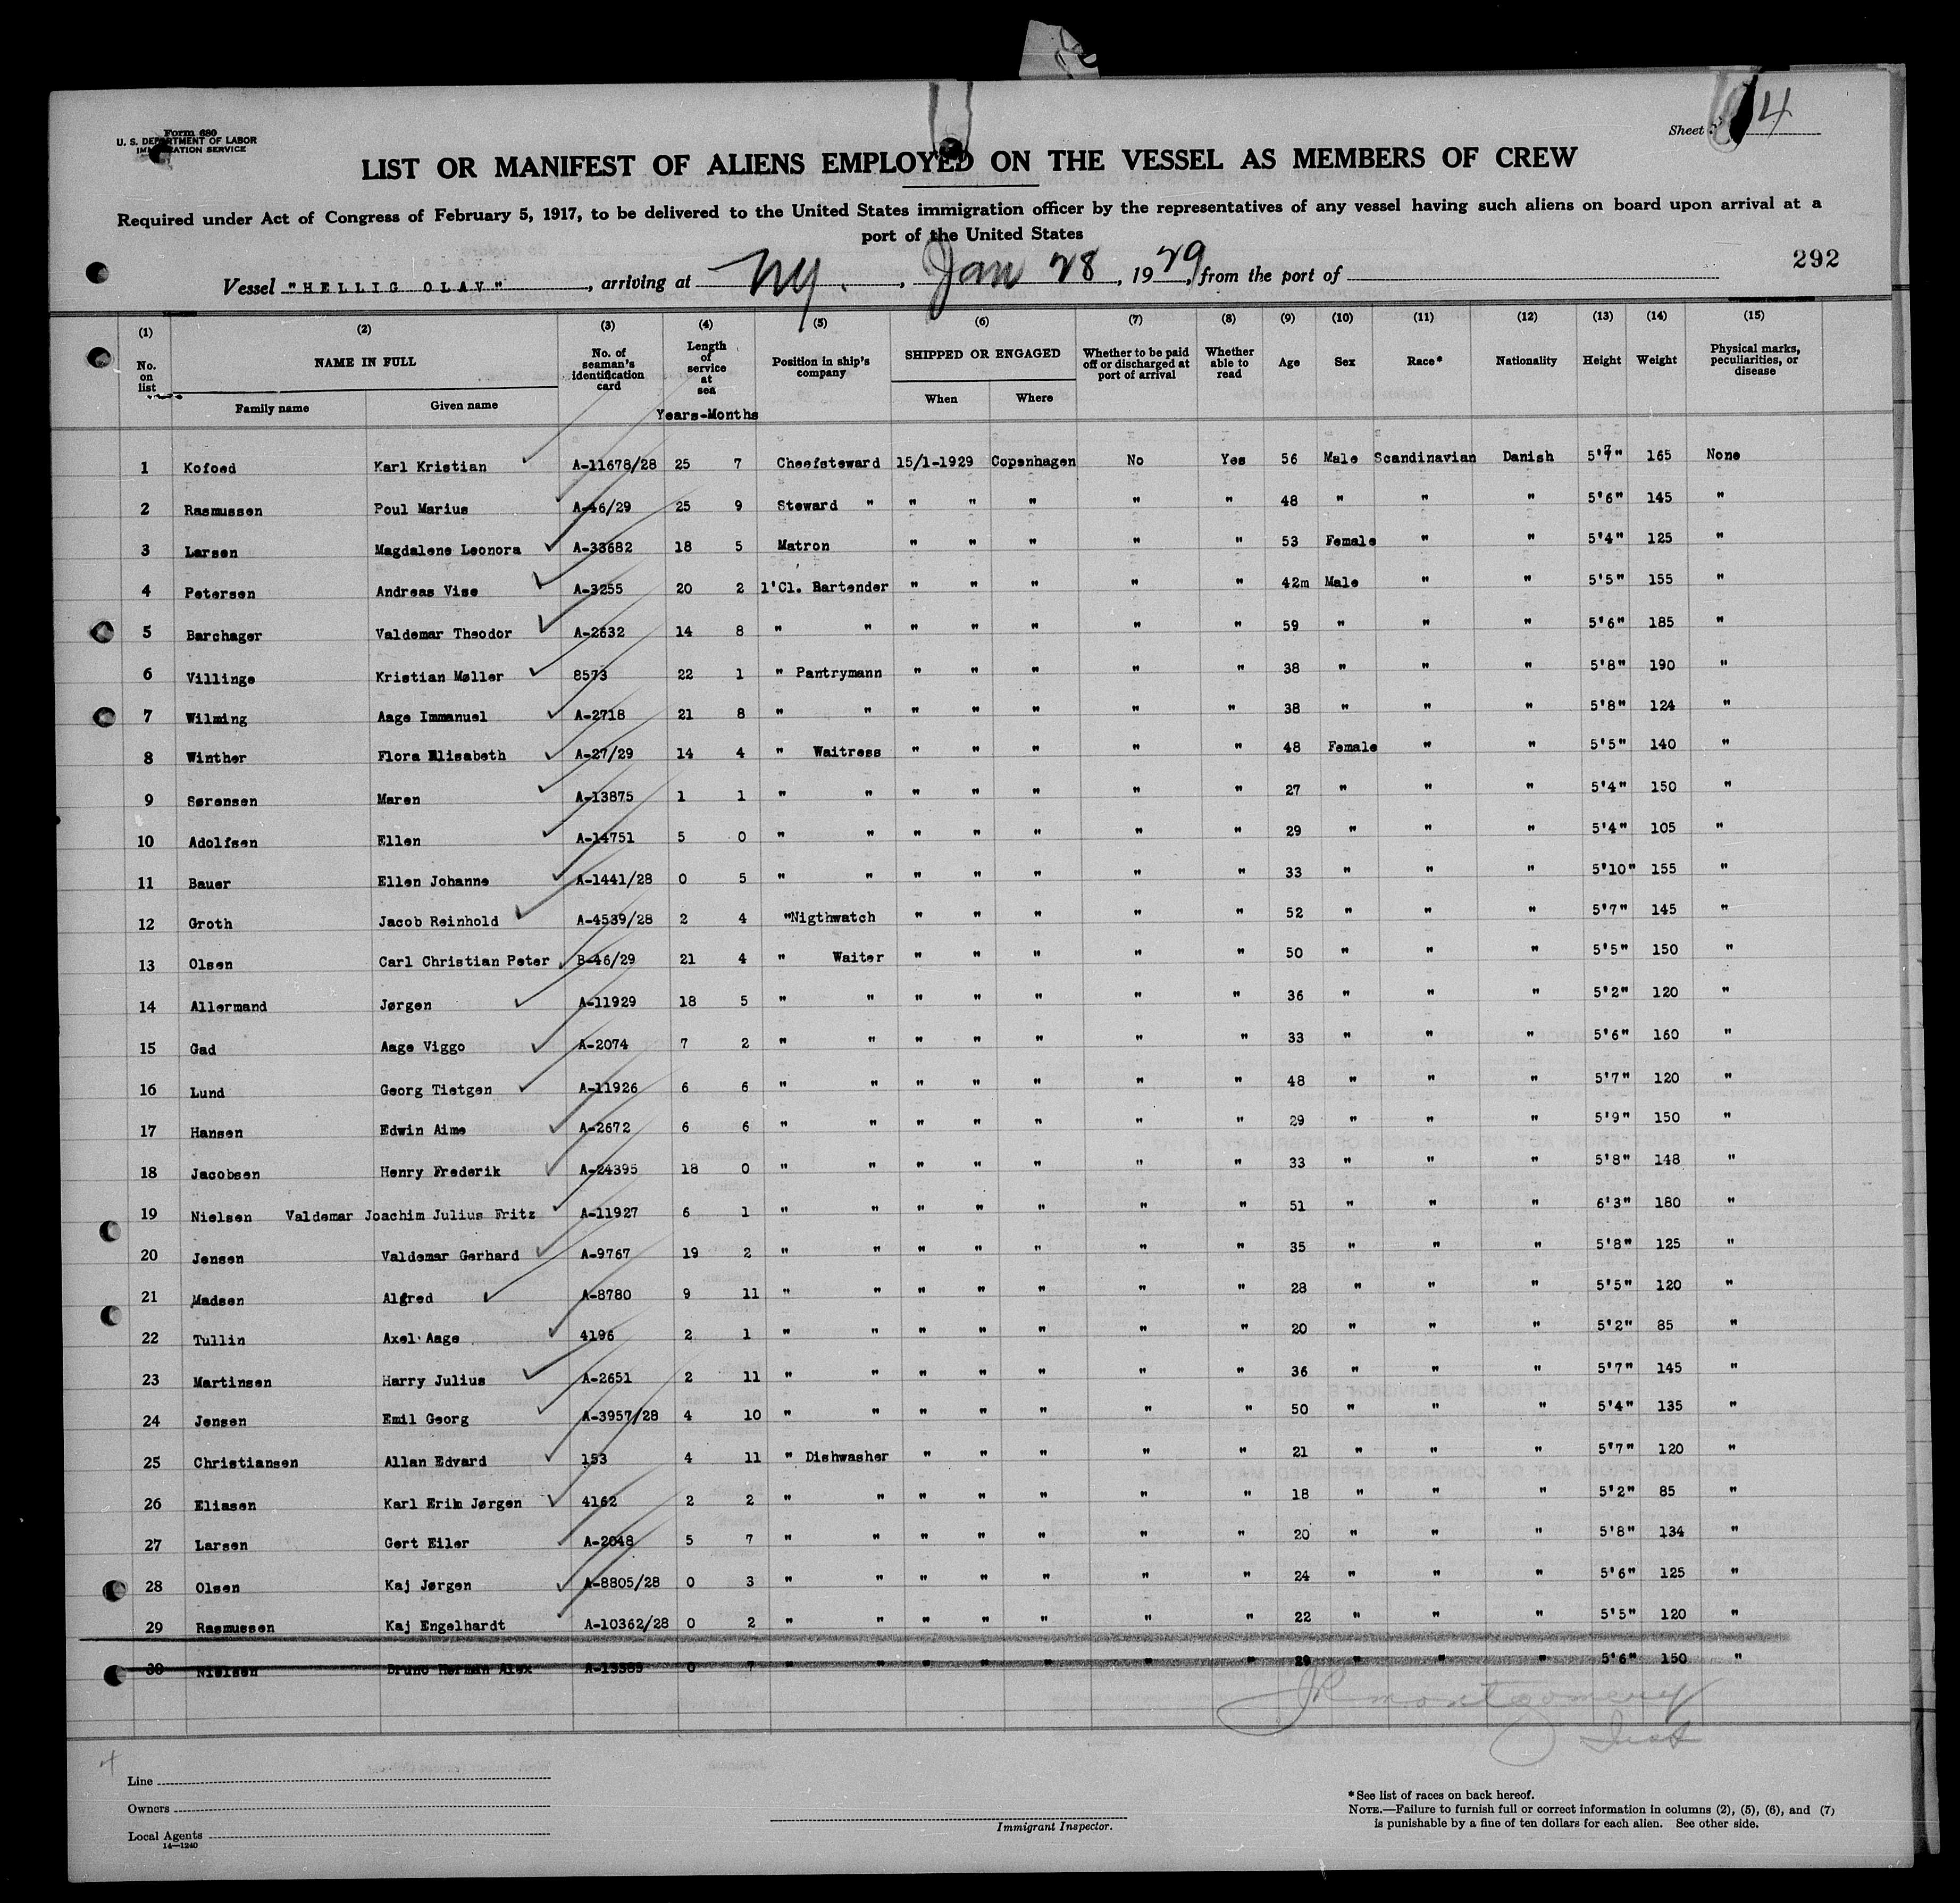 Form 680
U. S. DEPARTMENT OF LABOR
IMMIGRATION SERVICE
Sheet 4
LIST OR MANIFEST OF ALIENS EMPLOYED ON THE VESSEL AS MEMBERS OF CREW
Required under Act of Congress of February 5, 1917, to be delivered to the United States immigration officer by the representatives of any vessel having such aliens on board upon arrival at a
port of the United States
292
Vessel "HELLIG OLAV", arriving at NY., Jan 28, 1929, from the port of
(1) (2) (3) (4) (5) (6) (7) (8) (9) (10) (11) (12) (13) (14) (15)
No. on list NAME IN FULL Family name Given name No. of seaman's identification card Length of service at sea Years-Months Position in ship's company SHIPPED OR ENGAGED When Where Whether to be paid off or discharged at port of arrival Whether able to read Age Sex Race* Nationality Height Weight Physical marks, peculiarities, or disease
1 Kofoed Karl Kristian A-11678/28 25 7 Cheefsteward 15/1-1929 Copenhagen No Yes 56 Male Scandinavian Danish 5'7" 165 None
2 Rasmussen Poul Marius A-46/29 25 9 Steward " " " " " " 48 " " " 5'6" 145 "
3 Larsen Magdalene Leonora A-33682 18 5 Matron " " " " " 53 Female " " 5'4" 125 "
4 Petersen Andreas Vise A-3255 20 2 1'Cl. Bartender " " " " " 42m Male " " 5'5" 155 "
5 Barchager Valdemar Theodor A-2632 14 8 " " " " " " " 59 " " " 5'6" 185 "
6 Villinge Kristian Møller 8573 22 1 " Pantrymann " " " " " 38 " " " 5'8" 190 "
7 Wilming Aage Immanuel A-2718 21 8 " " " " " " " 38 " " " 5'8" 124 "
8 Winther Flora Elisabeth A-27/29 14 4 " Waitress " " " " " 48 Female " " 5'5" 140 "
9 Sørensen Maren A-13875 1 1 " " " " " " " 27 " " " 5'4" 150 "
10 Adolfsen Ellen A-14751 5 0 " " " " " " " 29 " " " 5'4" 105 "
11 Bauer Ellen Johanne A-1441/28 0 5 " " " " " " " 33 " " " 5'10" 155 "
12 Groth Jacob Reinhold A-4539/28 2 4 "Nigthwatch " " " " " 52 " " " 5'7" 145 "
13 Olsen Carl Christian Peter B-46/29 21 4 " Waiter " " " " " 50 " " " 5'5" 150 "
14 Allermand Jørgen A-11929 18 5 " " " " " " " 36 " " " 5'2" 120 "
15 Gad Aage Viggo A-2074 7 2 " " " " " " " 33 " " " 5'6" 160 "
16 Lund Georg Tietgen A-11926 6 6 " " " " " " " 48 " " " 5'7" 120 "
17 Hansen Edwin Aime A-2672 6 6 " " " " " " " 29 " " " 5'9" 150 "
18 Jacobsen Henry Frederik A-24395 18 0 " " " " " " " 33 " " " 5'8" 148 "
19 Nielsen Valdemar Joachim Julius Fritz A-11927 6 1 " " " " " " " 51 " " " 6'3" 180 "
20 Jensen Valdemar Gerhard A-9767 19 2 " " " " " " " 35 " " " 5'8" 125 "
21 Madsen Alfred A-8780 9 11 " " " " " " " 28 " " " 5'5" 120 "
22 Tullin Axel Aage 4196 2 1 " " " " " " " 20 " " " 5'2" 85 "
23 Martinsen Harry Julius A-2651 2 11 " " " " " " " 36 " " " 5'7" 145 "
24 Jensen Emil Georg A-3957/28 4 10 " " " " " " " 50 " " " 5'4" 135 "
25 Christiansen Allan Edvard 153 4 11 " Dishwasher " " " " " 21 " " " 5'7" 120 "
26 Eliasen Karl Erik Jørgen 4162 2 2 " " " " " " " 18 " " " 5'2" 85 "
27 Larsen Gert Eiler A-2048 5 7 " " " " " " " 20 " " " 5'8" 134 "
28 Olsen Kaj Jørgen A-8805/28 0 3 " " " " " " " 24 " " " 5'6" 125 "
29 Rasmussen Kaj Engelhardt A-10362/28 0 2 " " " " " " " 22 " " " 5'5" 120 "
30 Nielsen Bruno Herman Alex A-13385 0 7 " " " " " " " 29 " " " 5'6" 150 "
JR Montgomery
Insp
Line
Owners
Local Agents
14—1240
Immigrant Inspector.
*See list of races on back hereof.
NOTE.—Failure to furnish full or correct information in columns (2), (5), (6), and (7)
is punishable by a fine of ten dollars for each alien. See other side.